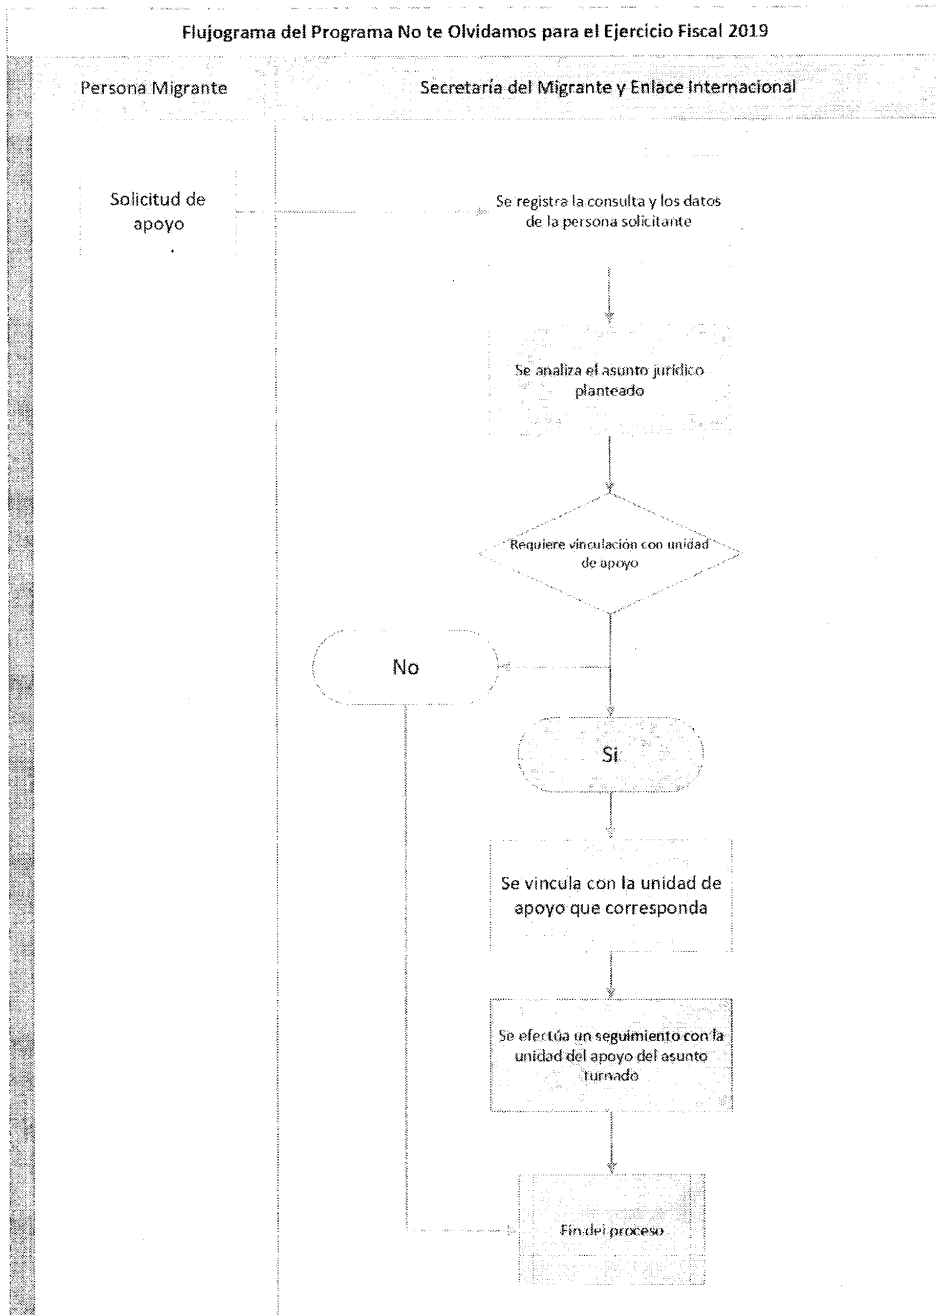 Flujograma del Programa No te Olvidamos para el Ejercicio Fiscal 2019
Persona Migrante
Secretaría del Migrante y Enlace Internacional
Solicitud de
apoyo
Se registra la consulta y los datos
de la persona solicitante
Se analiza el asunto jurídico
planteado
Requiere vinculación con unidad
de apoyo
No
Si
Se vincula con la unidad de
apoyo que corresponda
Se efectúa un seguimiento con la
unidad del apoyo del asunto
turnado
Fin del proceso